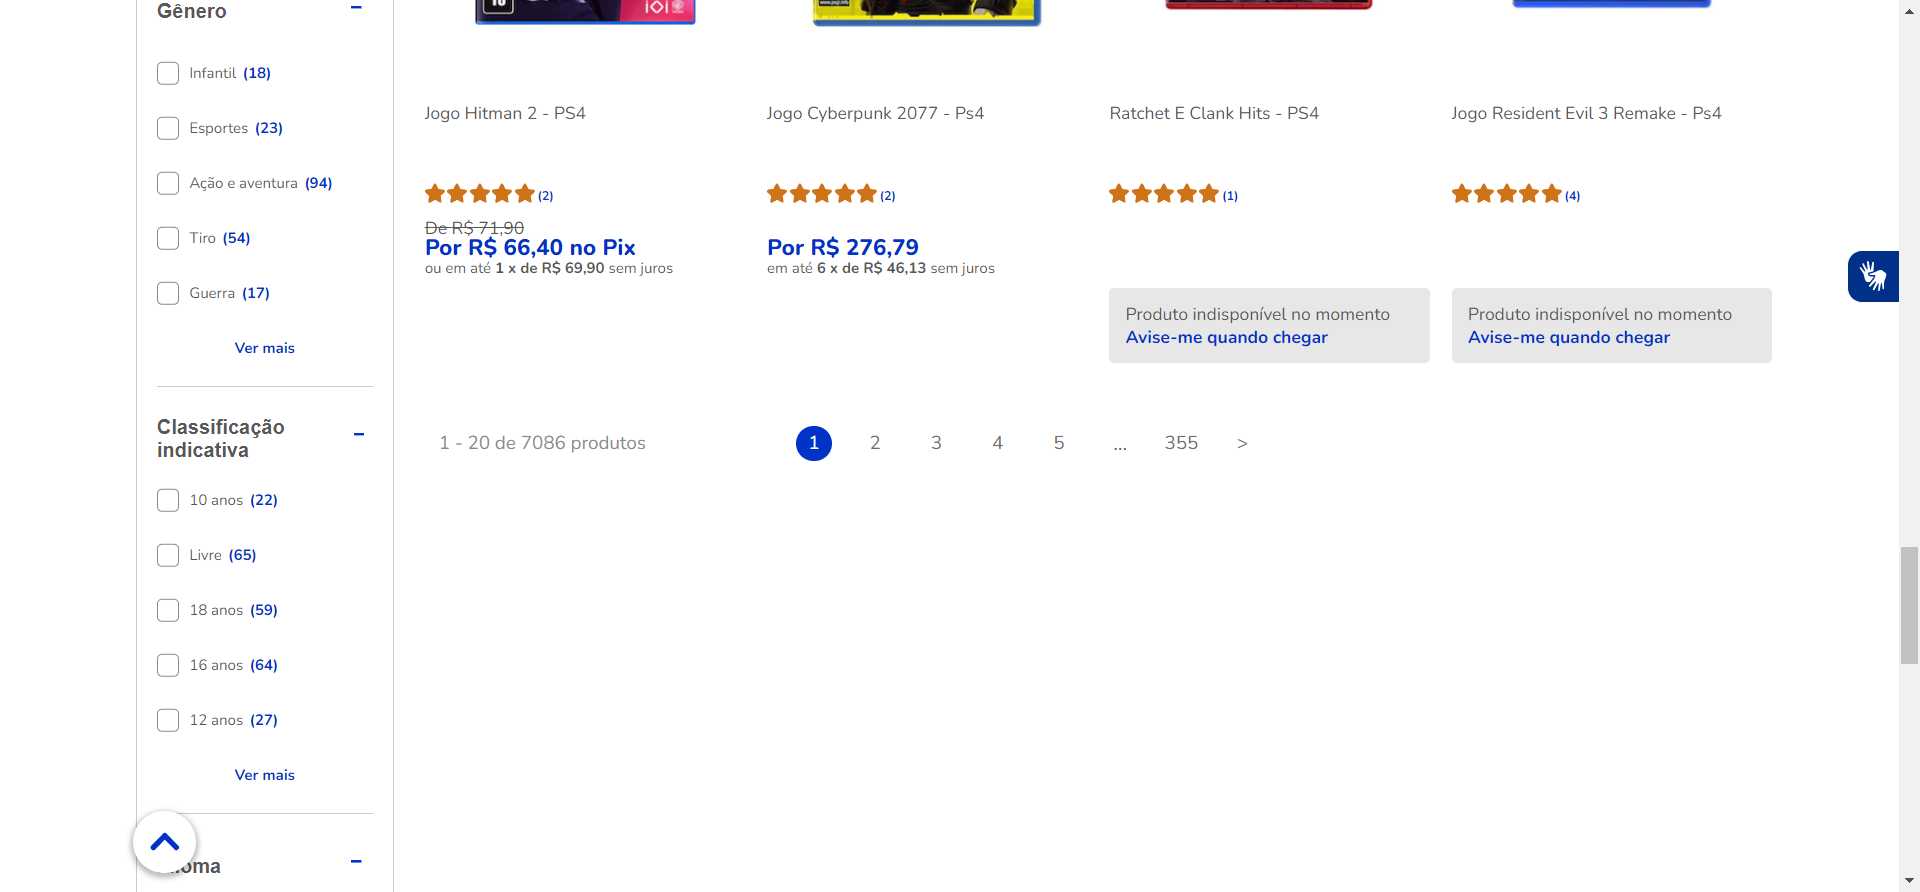 Gênero
Infantil (18)
Esportes (23)
Ação e aventura (94)
Tiro (54)
Guerra (17)
Ver mais
Classificação
indicativa
10 anos (22)
Livre (65)
18 anos (59)
16 anos (64)
12 anos (27)
Ver mais
Jogo Hitman 2 - PS4
(2)
De R$ 71,90
Por R$ 66,40 no Pix
ou em até 1 x de R$ 69,90 sem juros
Jogo Cyberpunk 2077 - Ps4
(2)
Por R$ 276,79
em até 6 x de R$ 46,13 sem juros
Ratchet E Clank Hits - PS4
(1)
Produto indisponível no momento
Avise-me quando chegar
Jogo Resident Evil 3 Remake - Ps4
(4)
Produto indisponível no momento
Avise-me quando chegar
1 - 20 de 7086 produtos
1 2 3 4 5 ... 355 >